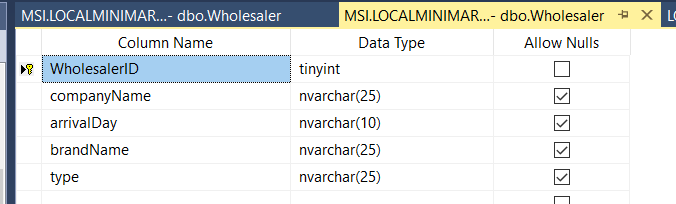 MSI.LOCALMINIMAR...- dbo.Wholesaler MSI.LOCALMINIMAR...- dbo.Wholesaler
Column Name Data Type Allow Nulls
WholesalerID tinyint
companyName nvarchar(25)
arrivalDay nvarchar(10)
brandName nvarchar(25)
type nvarchar(25)